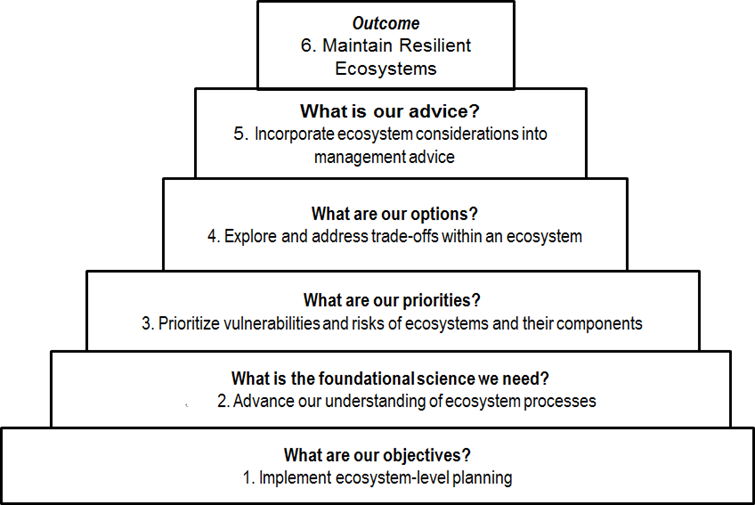 Outcome
6. Maintain Resilient
Ecosystems
What is our advice?
5. Incorporate ecosystem considerations into
management advice
What are our options?
4. Explore and address trade-offs within an ecosystem
What are our priorities?
3. Prioritize vulnerabilities and risks of ecosystems and their components
What is the foundational science we need?
2. Advance our understanding of ecosystem processes
What are our objectives?
1. Implement ecosystem-level planning